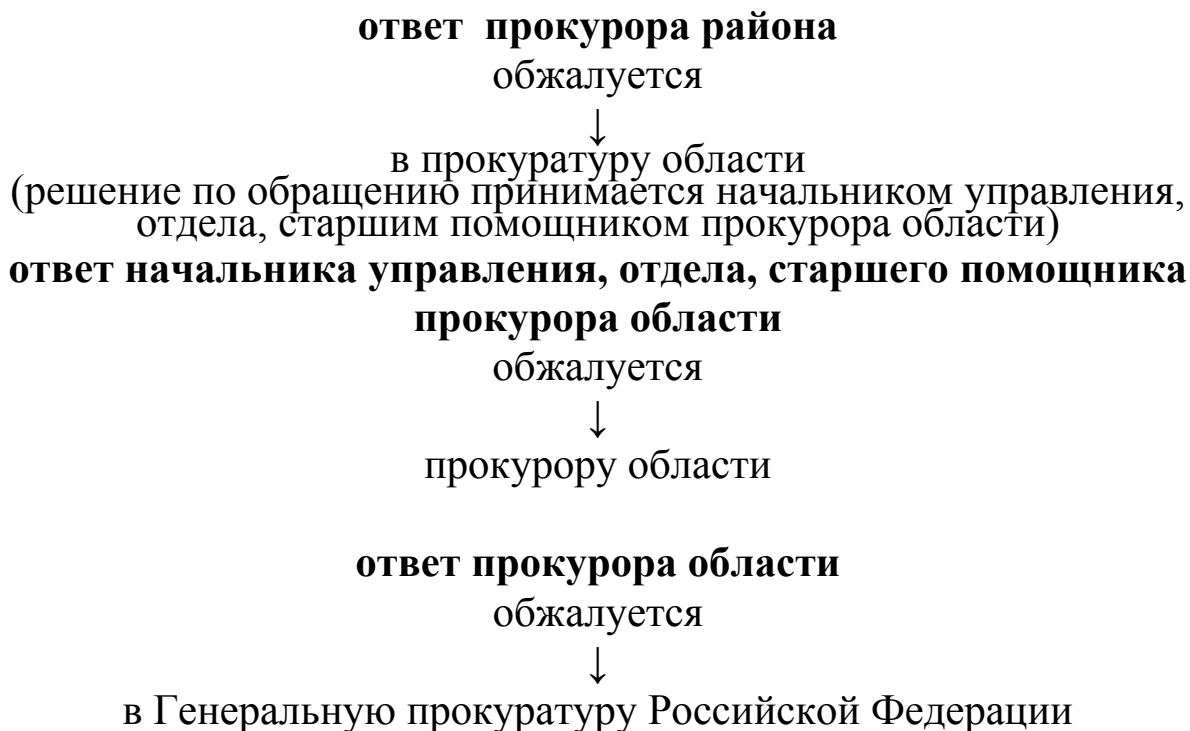 ответ прокурора района
обжалуется
↓
в прокуратуру области
(решение по обращению принимается начальником управления,
отдела, старшим помощником прокурора области)
ответ начальника управления, отдела, старшего помощника
прокурора области
обжалуется
↓
прокурору области
ответ прокурора области
обжалуется
↓
в Генеральную прокуратуру Российской Федерации